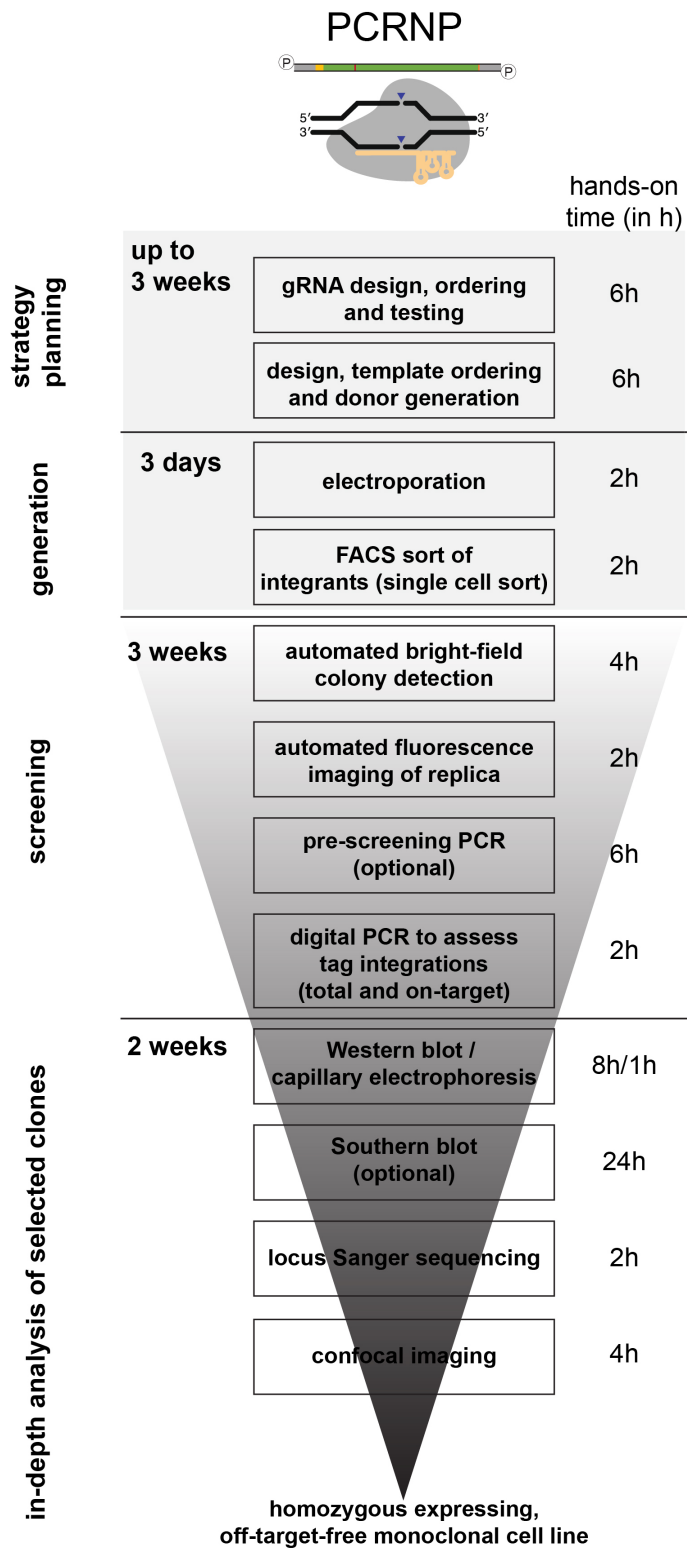 PCRNP
P
P
5′ 3′
3′ 5′
hands-on
time (in h)
strategy
planning
up to
3 weeks
gRNA design, ordering
and testing
6h
design, template ordering
and donor generation
6h
generation
3 days
electroporation
2h
FACS sort of
integrants (single cell sort)
2h
screening
3 weeks
automated bright-field
colony detection
4h
automated fluorescence
imaging of replica
2h
pre-screening PCR
(optional)
6h
digital PCR to assess
tag integrations
(total and on-target)
2h
in-depth analysis of selected clones
2 weeks
Western blot /
capillary electrophoresis
8h/1h
Southern blot
(optional)
24h
locus Sanger sequencing
2h
confocal imaging
4h
homozygous expressing,
off-target-free monoclonal cell line